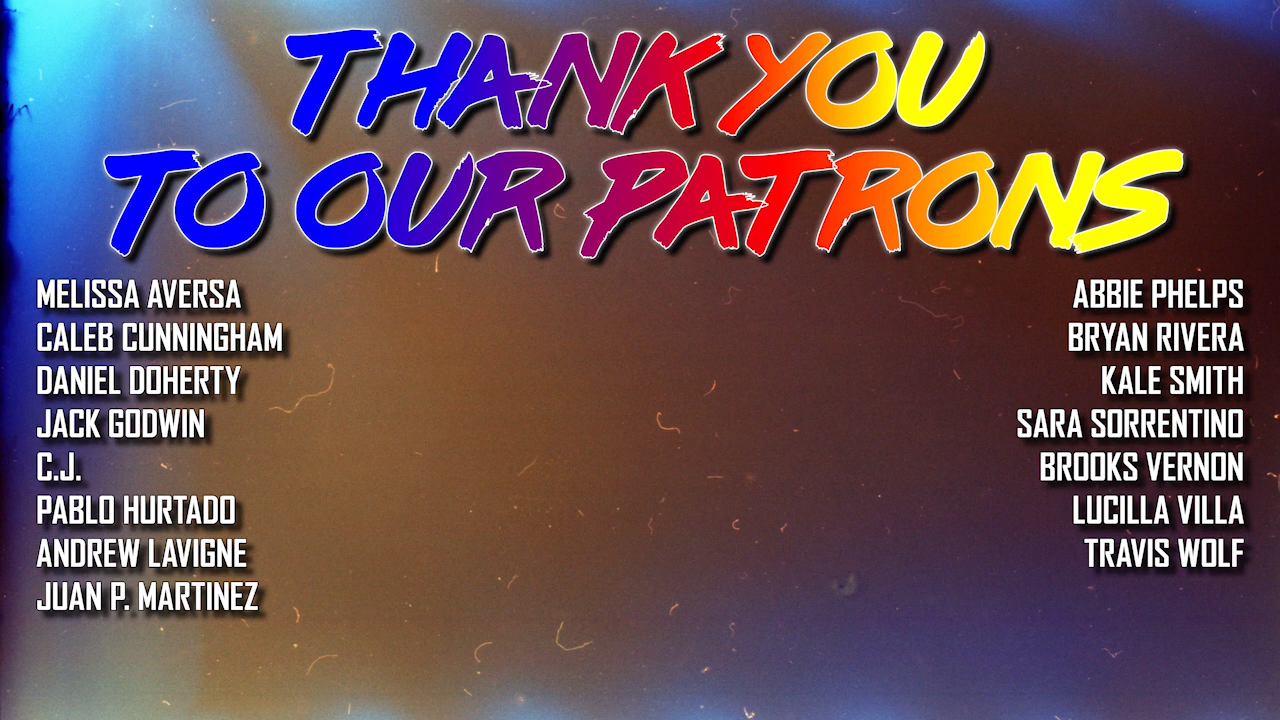 THANK YOU
TO OUR PATRONS
MELISSA AVERSA
CALEB CUNNINGHAM
DANIEL DOHERTY
JACK GODWIN
C.J.
PABLO HURTADO
ANDREW LAVIGNE
JUAN P. MARTINEZ
ABBIE PHELPS
BRYAN RIVERA
KALE SMITH
SARA SORRENTINO
BROOKS VERNON
LUCILLA VILLA
TRAVIS WOLF